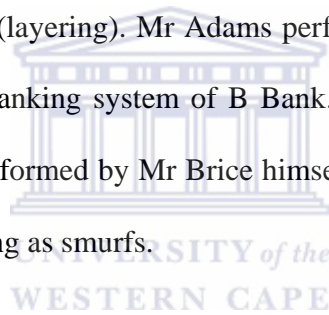 (layering). Mr Adams perf
anking system of B Bank.
formed by Mr Brice himse
ng as smurfs.
UNIVERSITY of the
WESTERN CAPE